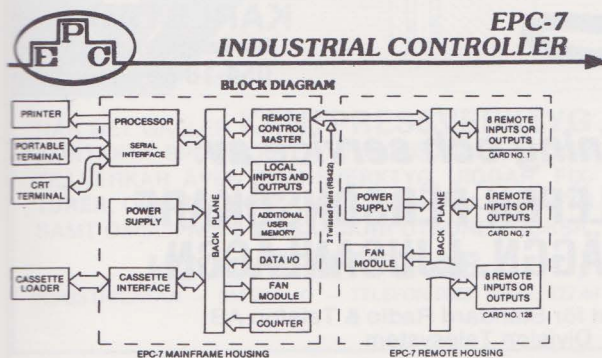 EPC
EPC-7
INDUSTRIAL CONTROLLER
BLOCK DIAGRAM
PRINTER
PORTABLE
TERMINAL
CRT
TERMINAL
CASSETTE
LOADER
PROCESSOR
SERIAL
INTERFACE
POWER
SUPPLY
CASSETTE
INTERFACE
BACK PLANE
REMOTE
CONTROL
MASTER
LOCAL
INPUTS AND
OUTPUTS
ADDITIONAL
USER
MEMORY
DATA I/O
FAN
MODULE
COUNTER
EPC-7 MAINFRAME HOUSING
2 Twisted Pairs (RS422)
POWER
SUPPLY
FAN
MODULE
BACK PLANE
8 REMOTE
INPUTS OR
OUTPUTS
CARD NO. 1
8 REMOTE
INPUTS OR
OUTPUTS
CARD NO. 2
8 REMOTE
INPUTS OR
OUTPUTS
CARD NO. 128
EPC-7 REMOTE HOUSING